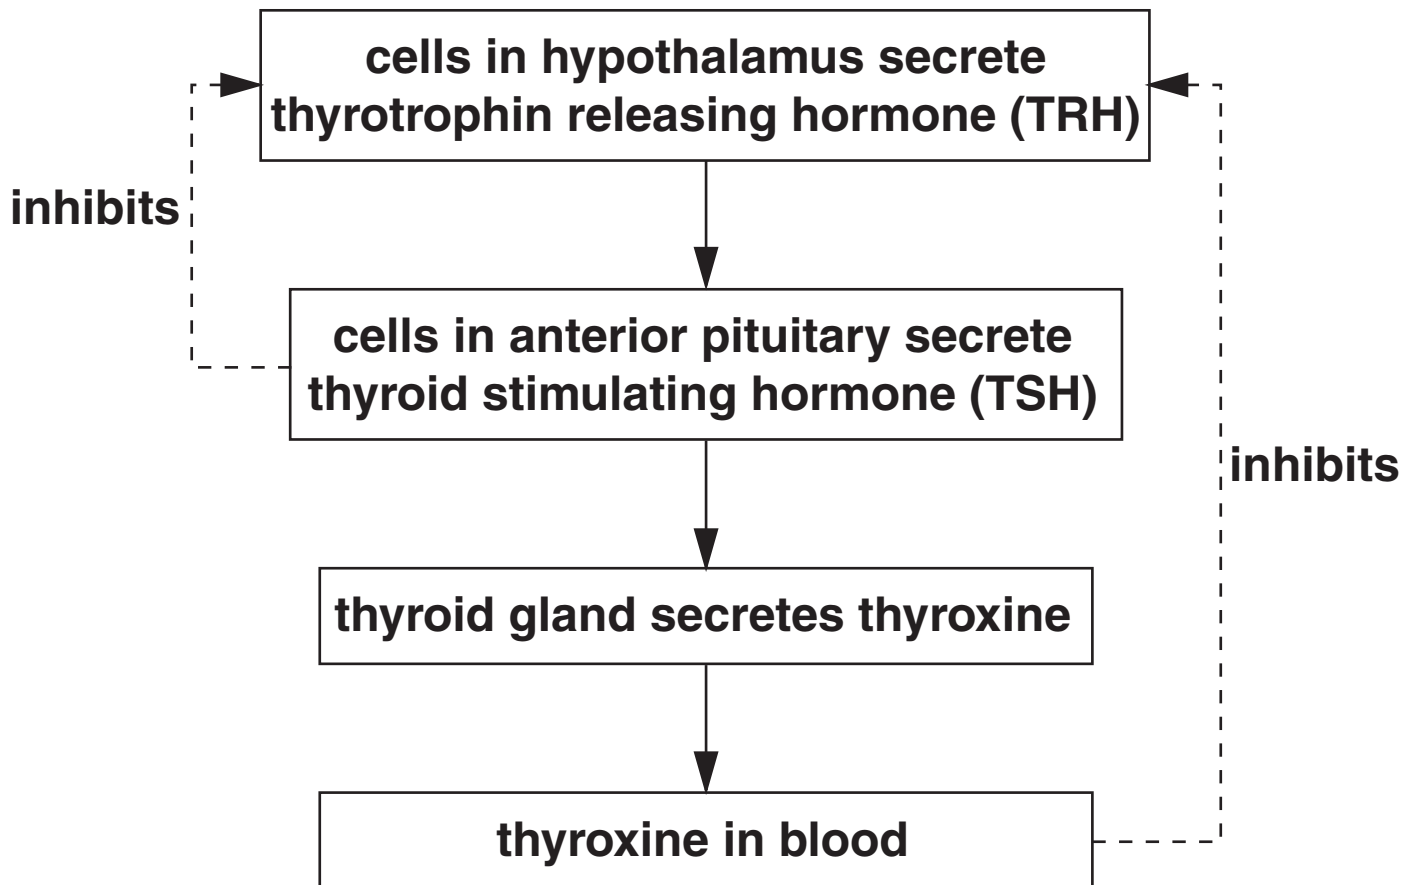 cells in hypothalamus secrete
thyrotrophin releasing hormone (TRH)
inhibits
cells in anterior pituitary secrete
thyroid stimulating hormone (TSH)
inhibits
thyroid gland secretes thyroxine
thyroxine in blood